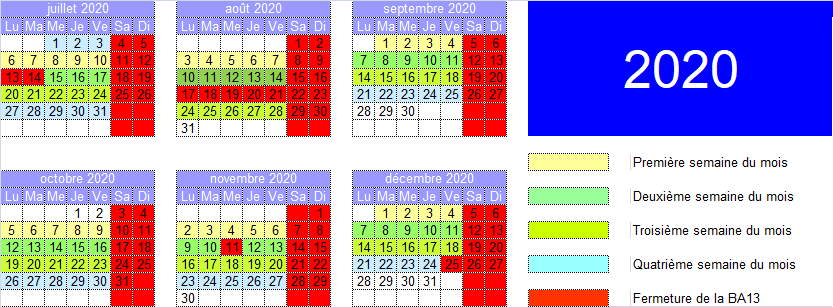 juillet 2020 août 2020 septembre 2020
Lu Ma Me Je Ve Sa Di Lu Ma Me Je Ve Sa Di Lu Ma Me Je Ve Sa Di
1 2 3 4 5 1 2 1 2 3 4 5 6
6 7 8 9 10 11 12 3 4 5 6 7 8 9 7 8 9 10 11 12 13
13 14 15 16 17 18 19 10 11 12 13 14 15 16 14 15 16 17 18 19 20
20 21 22 23 24 25 26 17 18 19 20 21 22 23 21 22 23 24 25 26 27
27 28 29 30 31 24 25 26 27 28 29 30 28 29 30
31
2020
octobre 2020 novembre 2020 décembre 2020
Lu Ma Me Je Ve Sa Di Lu Ma Me Je Ve Sa Di Lu Ma Me Je Ve Sa Di
1 2 3 4 1 1 2 3 4 5 6
5 6 7 8 9 10 11 2 3 4 5 6 7 8 7 8 9 10 11 12 13
12 13 14 15 16 17 18 9 10 11 12 13 14 15 14 15 16 17 18 19 20
19 20 21 22 23 24 25 16 17 18 19 20 21 22 21 22 23 24 25 26 27
26 27 28 29 30 31 23 24 25 26 27 28 29 28 29 30 31
30
Première semaine du mois
Deuxième semaine du mois
Troisième semaine du mois
Quatrième semaine du mois
Fermeture de la BA13